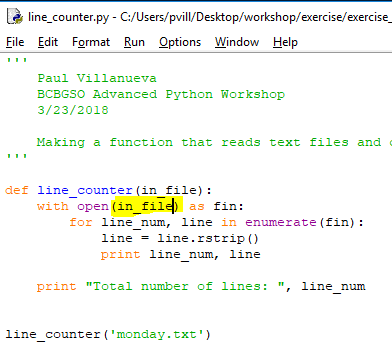 line_counter.py - C:/Users/pvill/Desktop/workshop/exercise/exercise_
File Edit Format Run Options Window Help
'''
    Paul Villanueva
    BCBGSO Advanced Python Workshop
    3/23/2018

    Making a function that reads text files and
'''

def line_counter(in_file):
    with open(in_file) as fin:
        for line_num, line in enumerate(fin):
            line = line.rstrip()
            print line_num, line

    print "Total number of lines: ", line_num


line_counter('monday.txt')